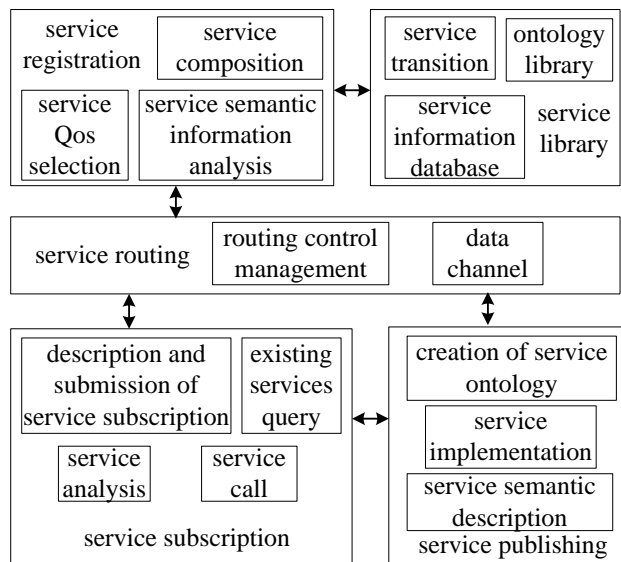 service
registration
service
composition
service
Qos
selection
service semantic
information
analysis
service
transition
ontology
library
service
information
database
service
library
service routing
routing control
management
data
channel
description and
submission of
service subscription
existing
services
query
service
analysis
service
call
service subscription
creation of service
ontology
service
implementation
service semantic
description
service publishing